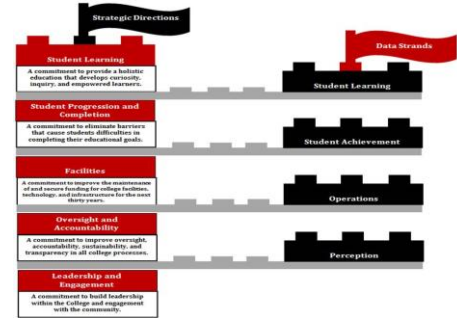 Strategic Directions
Data Strands
Student Learning
A commitment to provide a holistic
education that develops curiosity,
inquiry, and empowered learners.
Student Learning
Student Progression and
Completion
A commitment to eliminate barriers
that cause students difficulties in
completing their educational goals.
Student Achievement
Facilities
A commitment to improve the maintenance
of and secure funding for college facilities,
technology, and infrastructure for the next
thirty years.
Operations
Oversight and
Accountability
A commitment to improve oversight,
accountability, sustainability, and
transparency in all college processes.
Perception
Leadership and
Engagement
A commitment to build leadership
within the College and engagement
with the community.